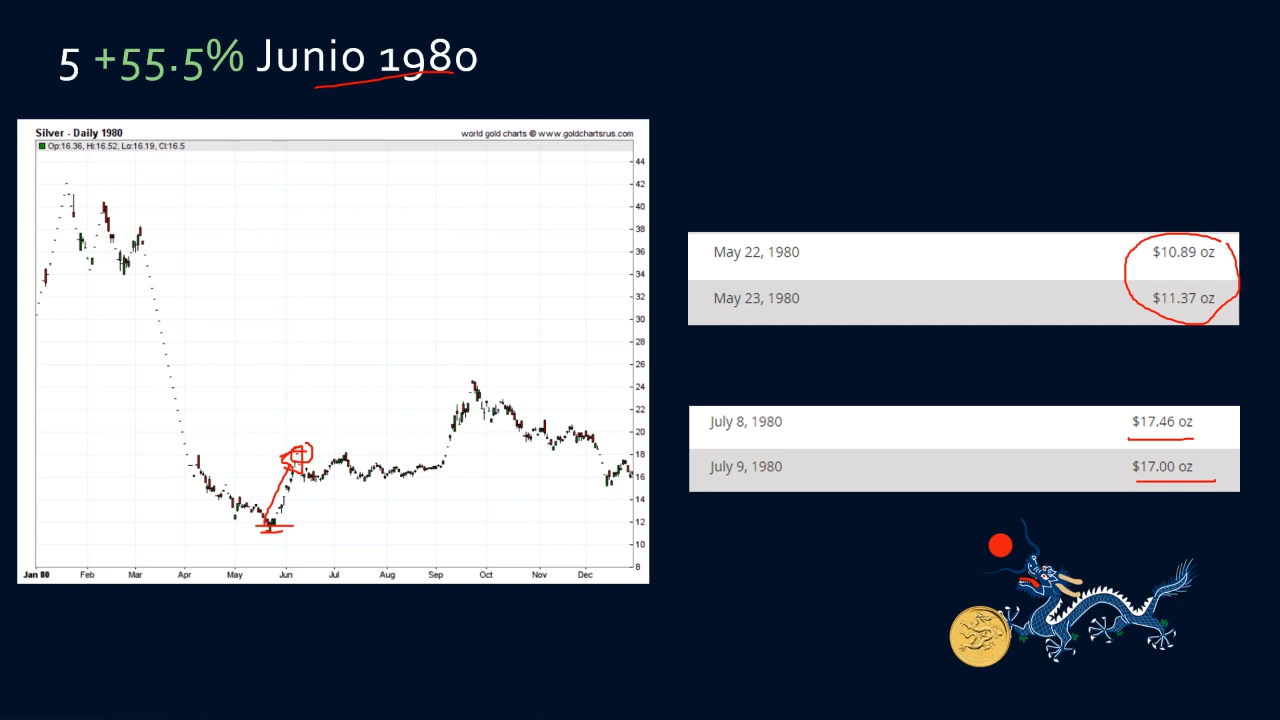 5 +55.5% Junio 1980
Silver - Daily 1980
world gold charts © www.goldchartsrus.com
Op:16.36, Hi:16.52, Lo:16.19, Cl:16.5
44
42
40
38
36
34
32
30
28
26
24
22
20
18
16
14
12
10
8
Jan 80 Feb Mar Apr May Jun Jul Aug Sep Oct Nov Dec
May 22, 1980 $10.89 oz
May 23, 1980 $11.37 oz
July 8, 1980 $17.46 oz
July 9, 1980 $17.00 oz